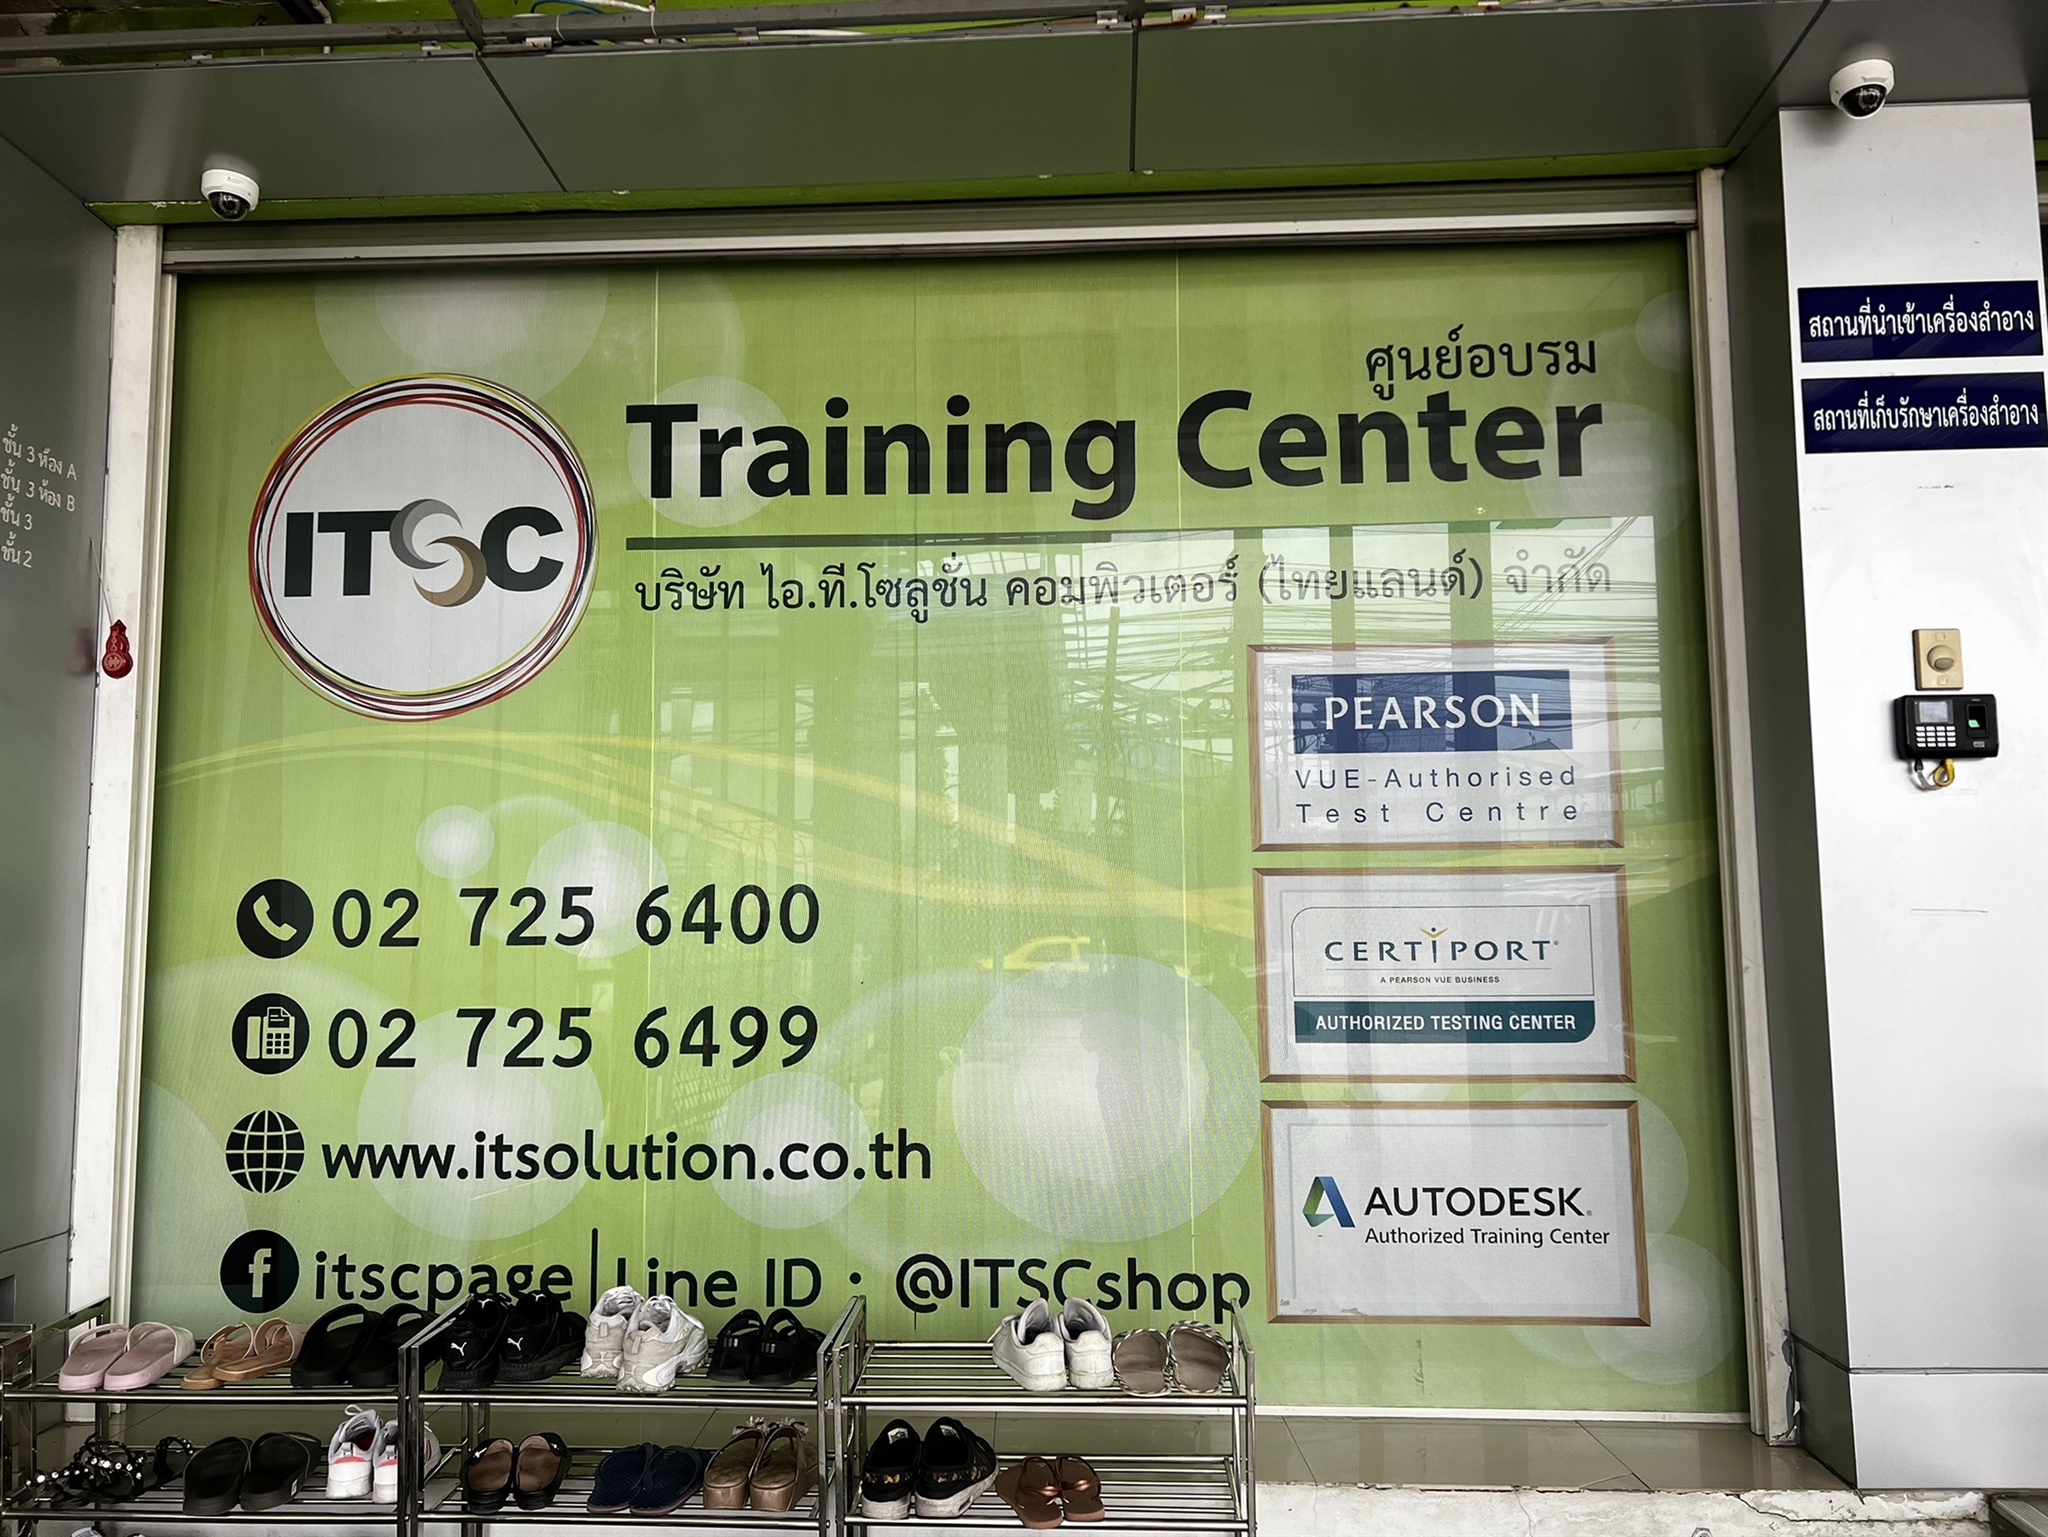 ศูนย์อบรม
Training Center
ITSC
บริษัท ไอ.ที.โซลูชั่น คอมพิวเตอร์ (ไทยแลนด์) จำกัด
PEARSON
VUE-Authorised
Test Centre
CERTIPORT
A PEARSON VUE BUSINESS
AUTHORIZED TESTING CENTER
AUTODESK
Authorized Training Center
02 725 6400
02 725 6499
www.itsolution.co.th
itscpage | Line ID : @ITSCshop
สถานที่นำเข้าเครื่องสำอาง
สถานที่เก็บรักษาเครื่องสำอาง
ชั้น 3 ห้อง A
ชั้น 3 ห้อง B
ชั้น 3
ชั้น 2